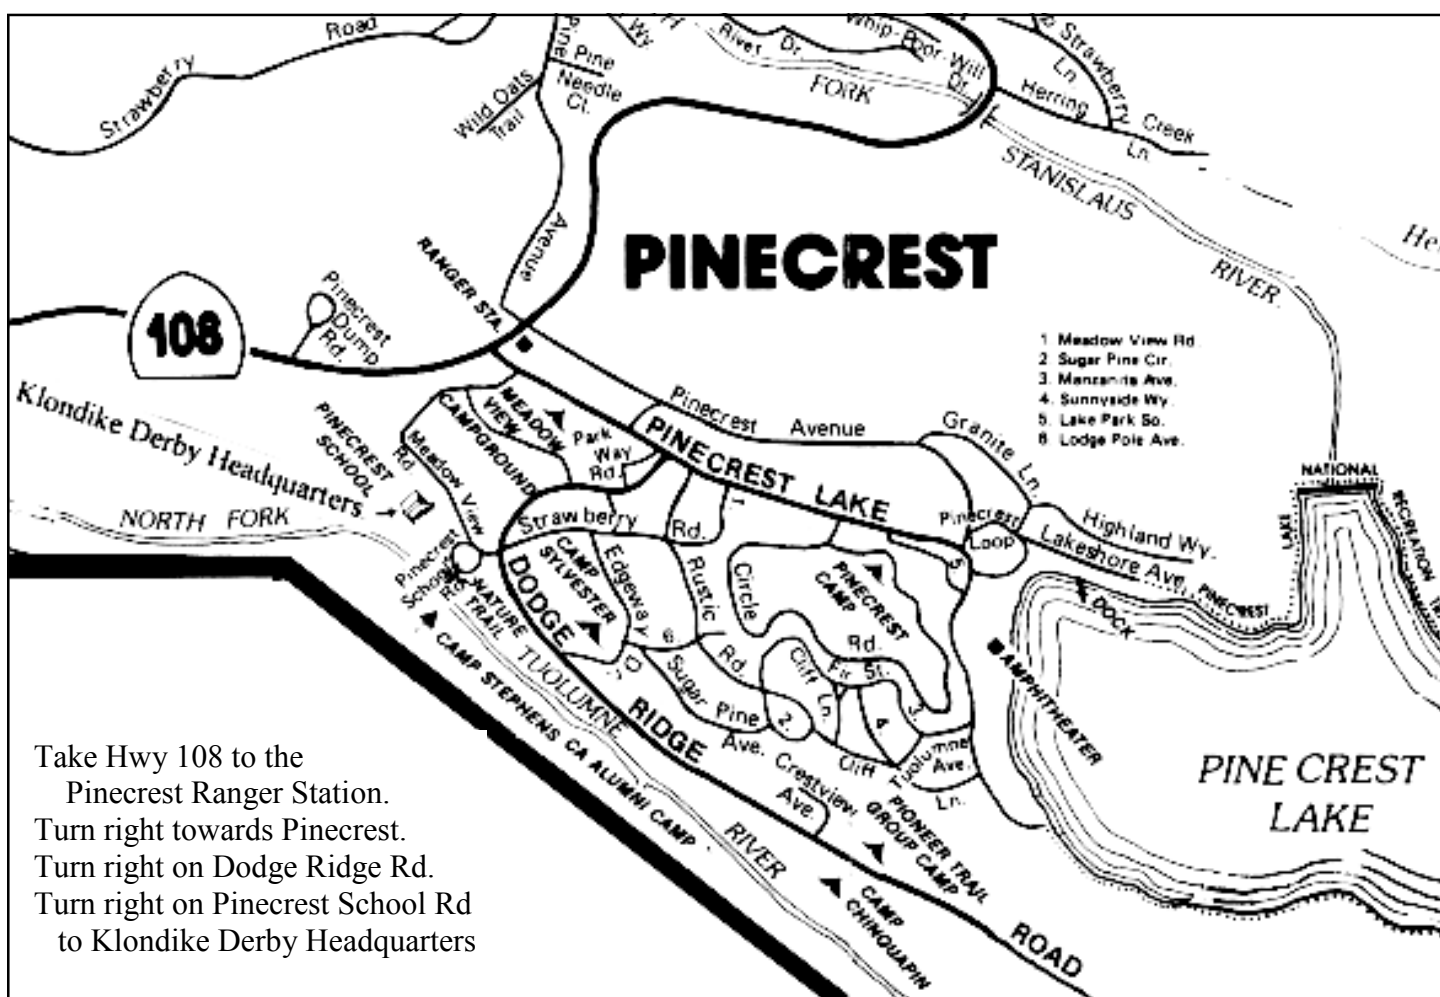 Strawberry Road
Pine
Wy.
Pine
Needle
Ct.
Wild Oats
Trail
River Dr.
Whip-Poor-Will
Dr.
FORK
Strawberry
Ln.
Herring Creek
Ln.
STANISLAUS
RIVER
Avenue
RANGER STA.
PINECREST
108
Pinecrest
Dump
Rd.
1 Meadow View Rd
2 Sugar Pine Cir.
3. Manzanita Ave.
4. Sunnyside Wy.
5. Lake Park So.
6. Lodge Pole Ave.
Klondike Derby Headquarters
PINECREST
SCHOOL
MEADOW
VIEW
CAMPGROUND
Meadow View
Rd
Park
Way
Rd.
Pinecrest Avenue
PINECREST LAKE
Granite Ln.
Pinecrest
Loop
Highland Wy.
Lakeshore Ave.
NATIONAL
RECREATION
LAKE
PINECREST
DOCK
NORTH FORK
Strawberry Rd.
1
5
Pinecrest
School
Rd
NATURE
TRAIL
CAMP
SYLVESTER
Edgeway
Rustic Rd.
Circle Rd.
PINECREST
CAMP
6.
Sugar Pine Ave.
2.
Cliff
Ln.
Fir St.
3.
4.
Cliff Ln.
Tuolumne
Ave.
AMPHITHEATER
DODGE RIDGE ROAD
TUOLUMNE RIVER
CAMP STEPHENS CA ALUMNI CAMP
Crestview
Ave.
PIONEER TRAIL
GROUP CAMP
CAMP
CHINQUAPIN
PINE CREST
LAKE
Take Hwy 108 to the
Pinecrest Ranger Station.
Turn right towards Pinecrest.
Turn right on Dodge Ridge Rd.
Turn right on Pinecrest School Rd
to Klondike Derby Headquarters